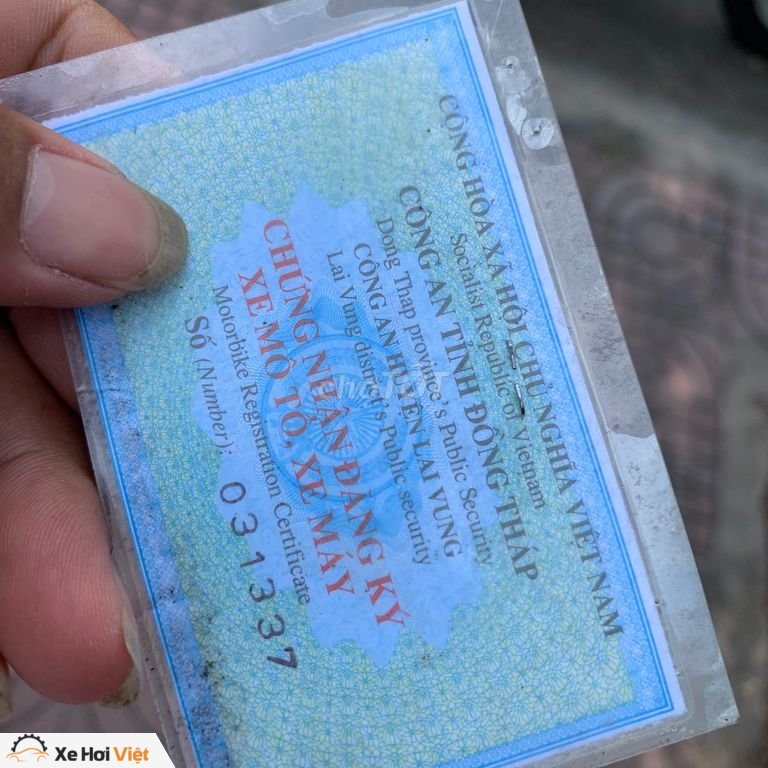 CỘNG HÒA XÃ HỘI CHỦ NGHĨA VIỆT NAM
Socialist Republic of Vietnam
CÔNG AN TỈNH ĐỒNG THÁP
Dong Thap province's Public Security
CÔNG AN HUYỆN LAI VUNG
Lai Vung district's Public security
CHỨNG NHẬN ĐĂNG KÝ
XE MÔ TÔ, XE MÁY
Motorbike Registration Certificate
Số (Number): 031337
chợTỐT
Xe Hơi Việt